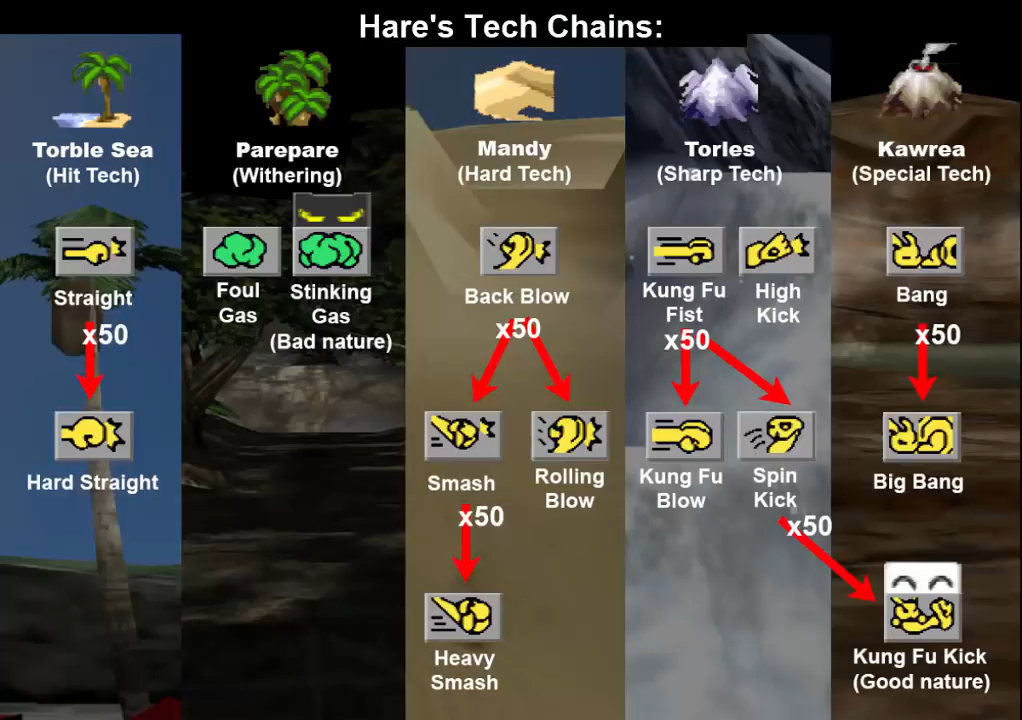 Hare's Tech Chains:
Torble Sea
(Hit Tech)
Straight
x50
Hard Straight
Parepare
(Withering)
Foul
Gas
Stinking
Gas
(Bad nature)
Mandy
(Hard Tech)
Back Blow
x50
Smash
Rolling
Blow
x50
Heavy
Smash
Torles
(Sharp Tech)
Kung Fu
Fist
High
Kick
x50
Kung Fu
Blow
Spin
Kick
x50
Kawrea
(Special Tech)
Bang
x50
Big Bang
Kung Fu Kick
(Good nature)